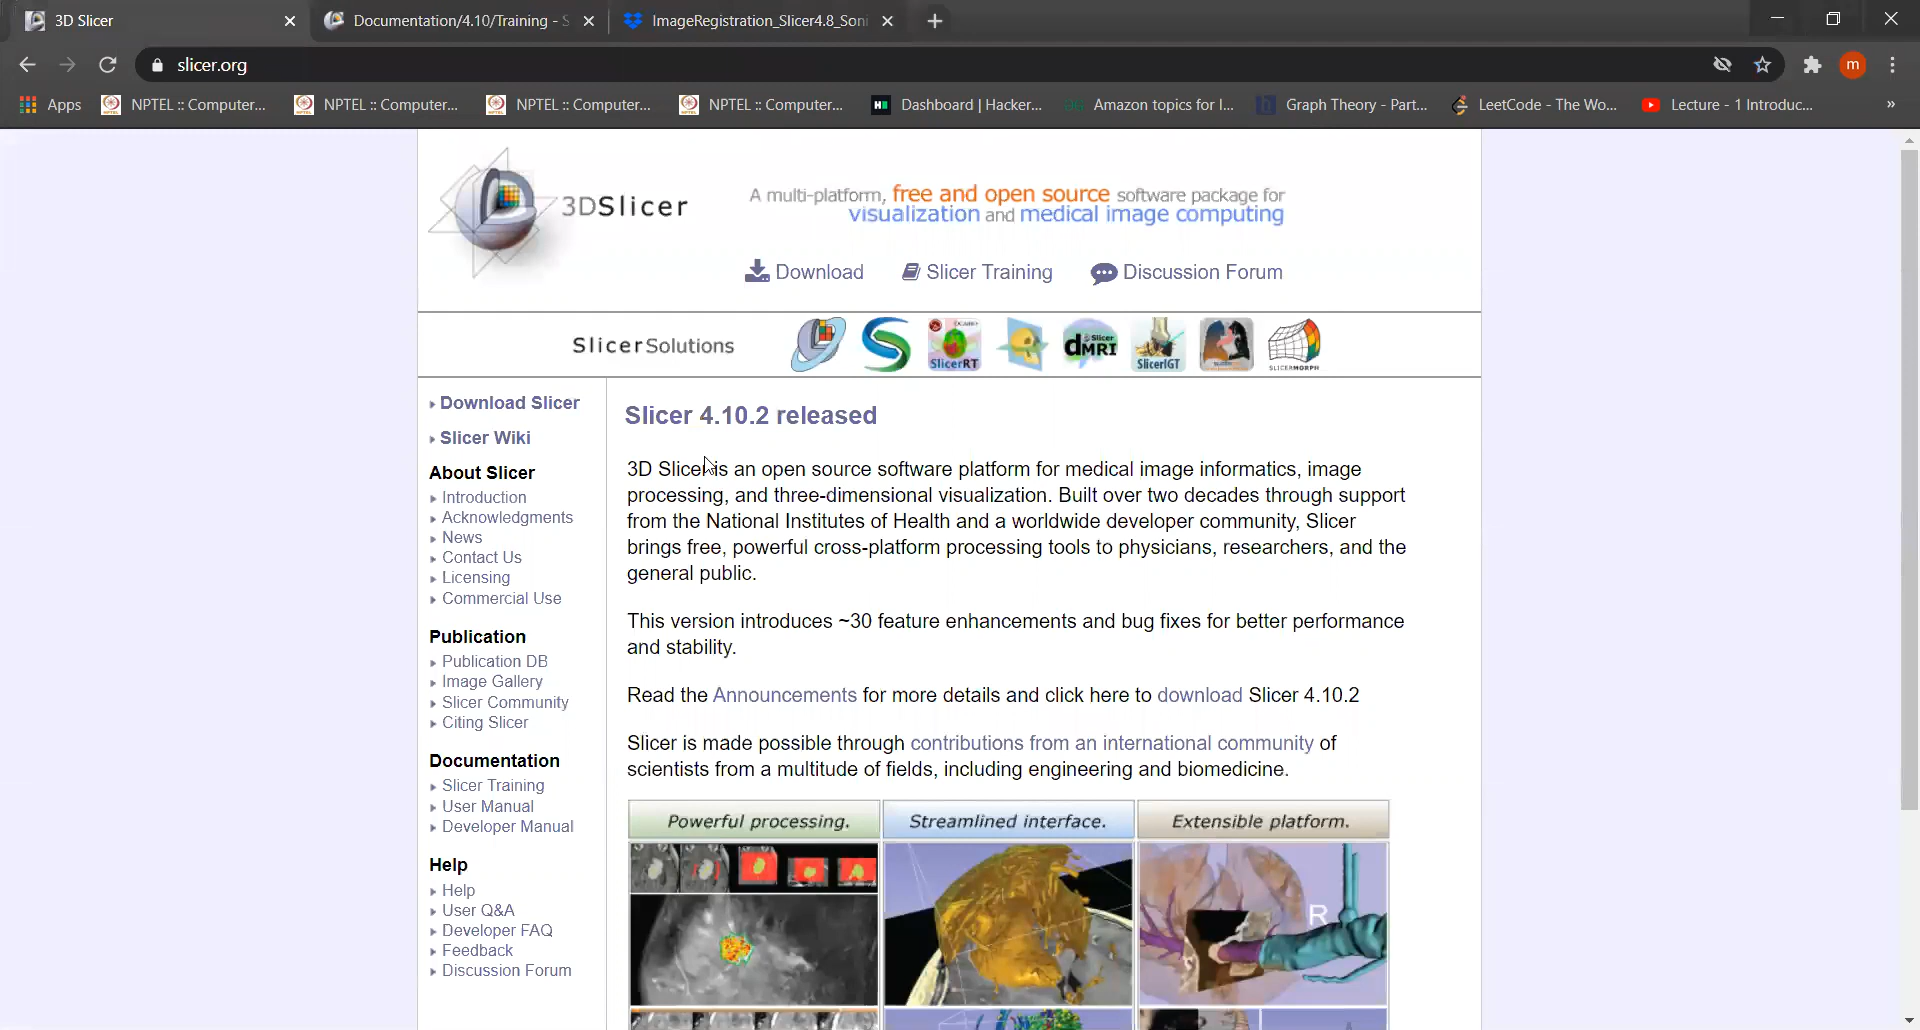 3D Slicer
Documentation/4.10/Training - S
ImageRegistration_Slicer4.8_Soni
slicer.org
m
Apps
NPTEL :: Computer...
NPTEL :: Computer...
NPTEL :: Computer...
NPTEL :: Computer...
Dashboard | Hacker...
Amazon topics for I...
Graph Theory - Part...
LeetCode - The Wo...
Lecture - 1 Introduc...
»
3DSlicer
A multi-platform, free and open source software package for
visualization and medical image computing
Download
Slicer Training
Discussion Forum
SlicerSolutions
SlicerRT
Slicer
dMRI
SlicerIGT
SLICERMORPH
Download Slicer
Slicer Wiki
About Slicer
Introduction
Acknowledgments
News
Contact Us
Licensing
Commercial Use
Publication
Publication DB
Image Gallery
Slicer Community
Citing Slicer
Documentation
Slicer Training
User Manual
Developer Manual
Help
Help
User Q&A
Developer FAQ
Feedback
Discussion Forum
Slicer 4.10.2 released
3D Slicer is an open source software platform for medical image informatics, image
processing, and three-dimensional visualization. Built over two decades through support
from the National Institutes of Health and a worldwide developer community, Slicer
brings free, powerful cross-platform processing tools to physicians, researchers, and the
general public.
This version introduces ~30 feature enhancements and bug fixes for better performance
and stability.
Read the Announcements for more details and click here to download Slicer 4.10.2
Slicer is made possible through contributions from an international community of
scientists from a multitude of fields, including engineering and biomedicine.
Powerful processing.
Streamlined interface.
Extensible platform.
R